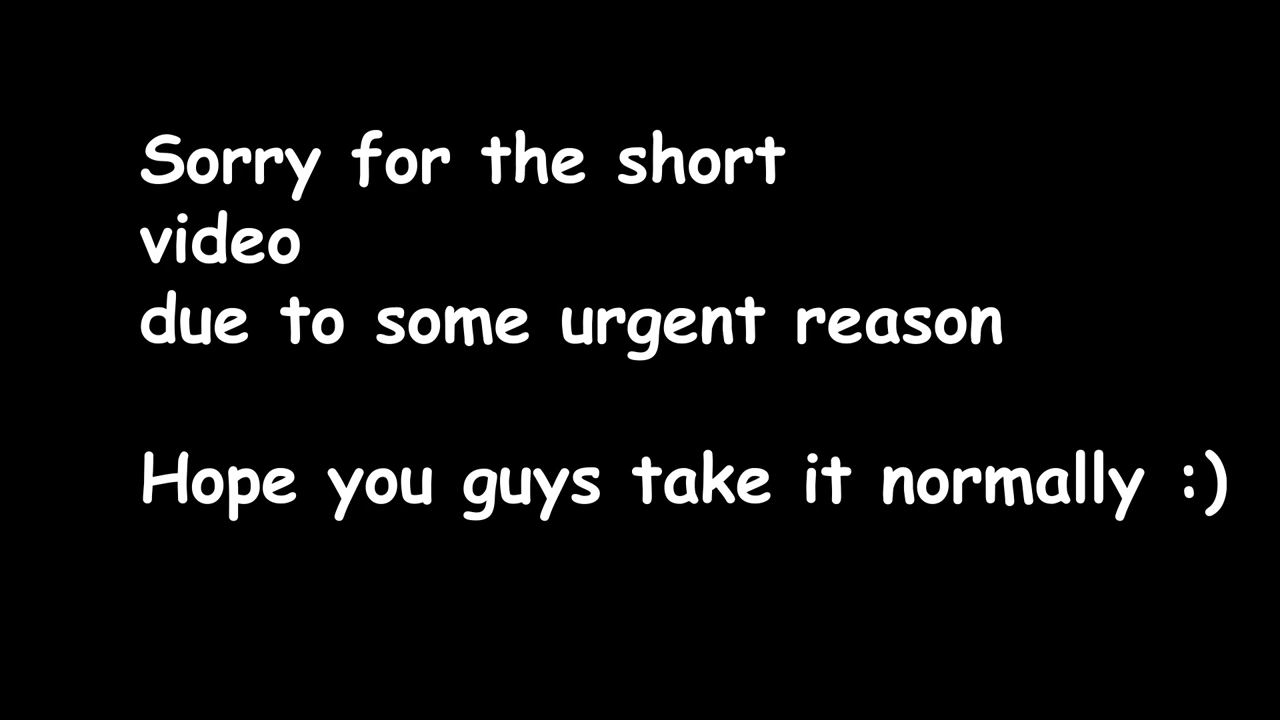 Sorry for the short
video
due to some urgent reason
Hope you guys take it normally :)